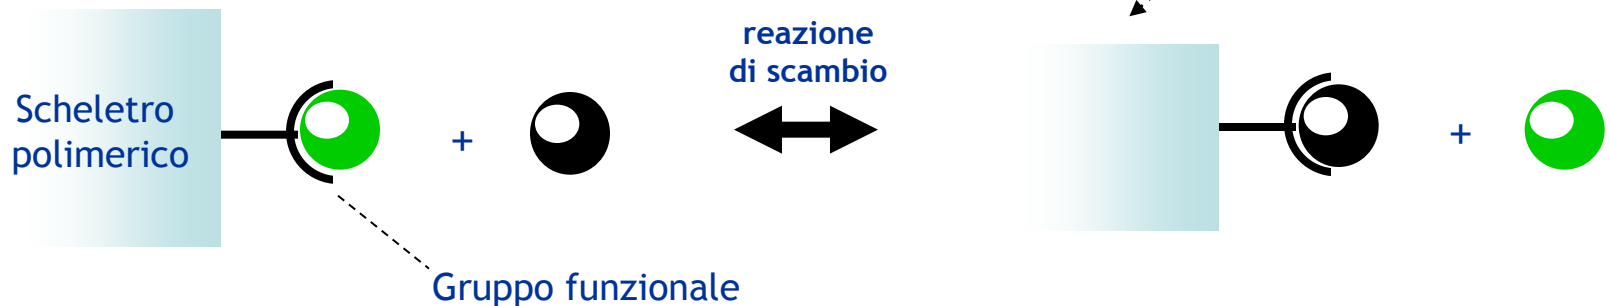 Scheletro
polimerico
+
reazione
di scambio
+
Gruppo funzionale